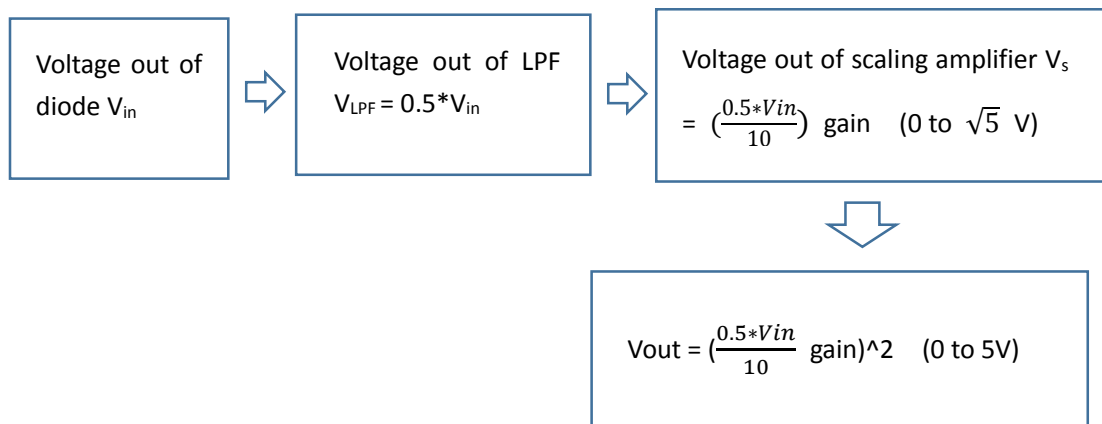 Voltage out of
diode Vin
Voltage out of LPF
VLPF = 0.5*Vin
Voltage out of scaling amplifier Vs
= (0.5*Vin/10) gain (0 to √5 V)
Vout = (0.5*Vin/10 gain)^2 (0 to 5V)